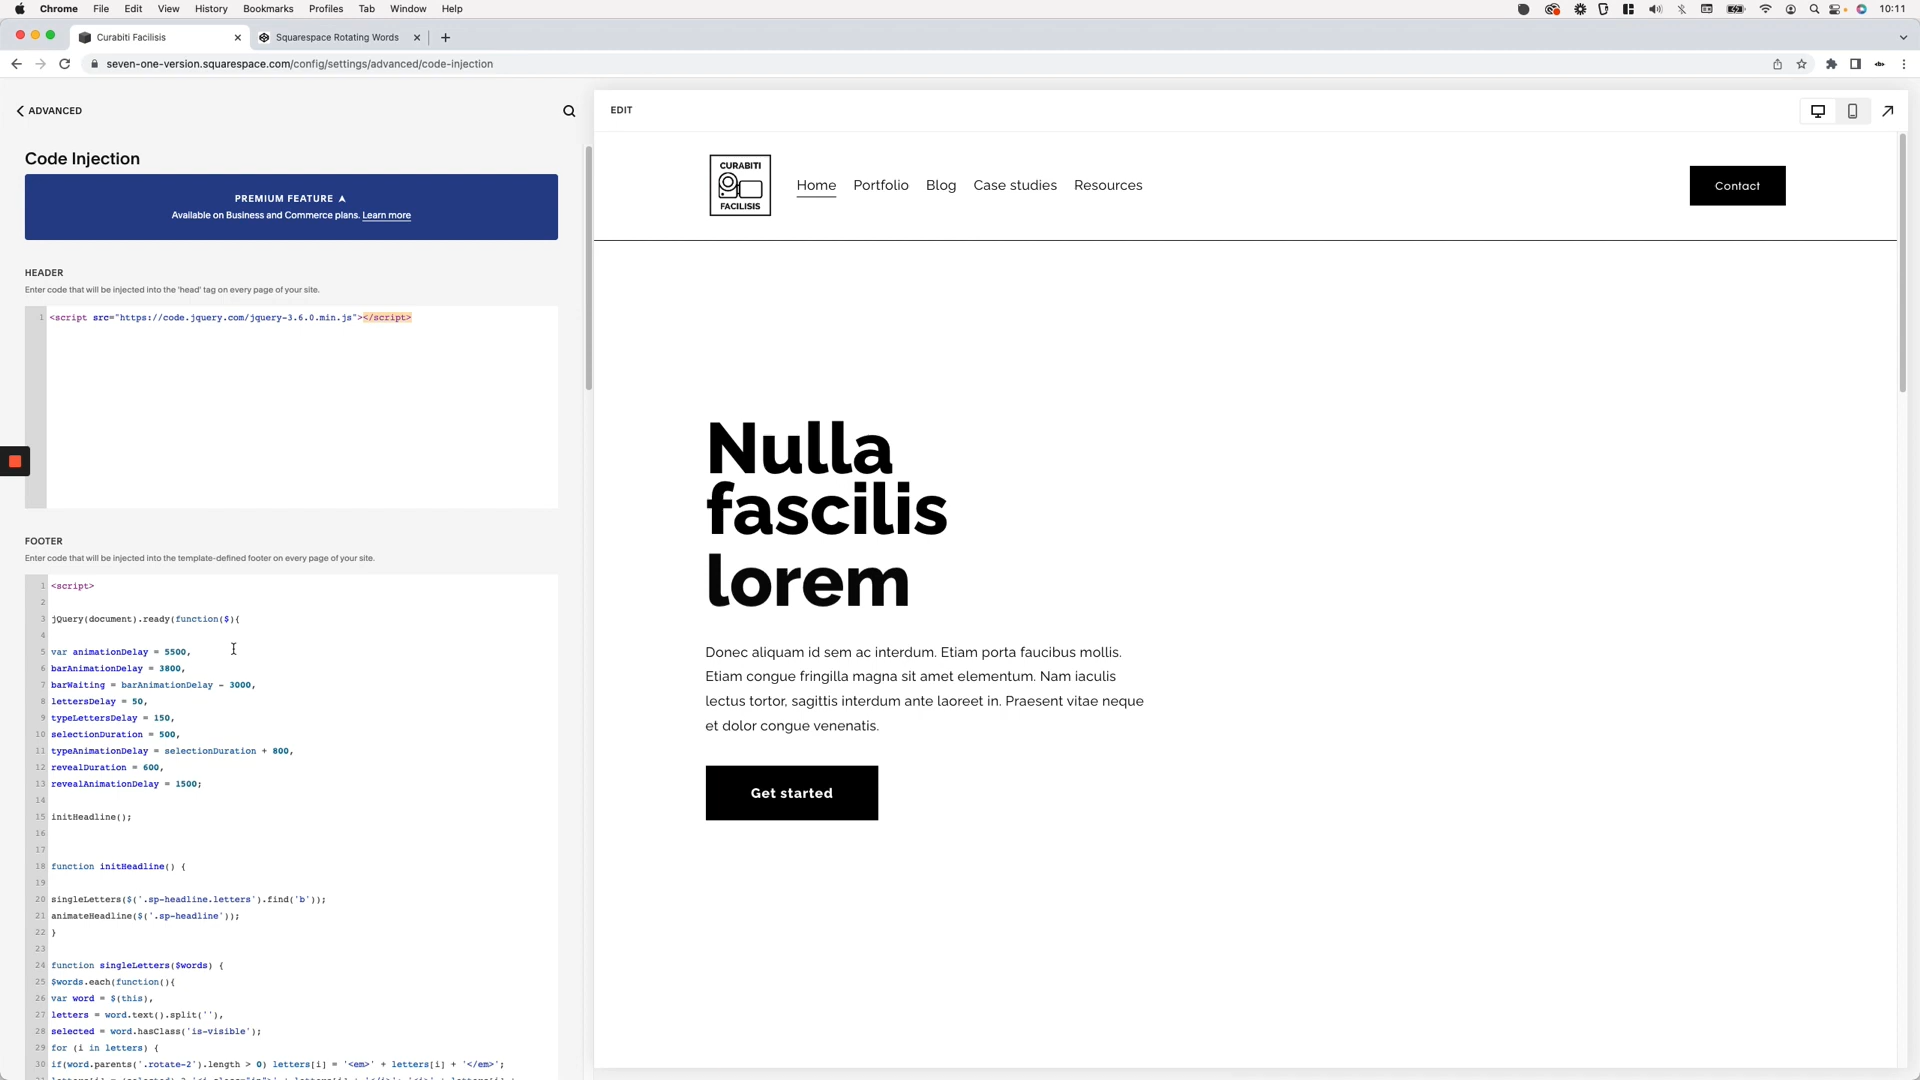 Chrome File Edit View History Bookmarks Profiles Tab Window Help 10:11
Curabiti Facilisis
Squarespace Rotating Words
seven-one-version.squarespace.com/config/settings/advanced/code-injection
ADVANCED
Code Injection
PREMIUM FEATURE
Available on Business and Commerce plans. Learn more
HEADER
Enter code that will be injected into the 'head' tag on every page of your site.
1 <script src="https://code.jquery.com/jquery-3.6.0.min.js"></script>
FOOTER
Enter code that will be injected into the template-defined footer on every page of your site.
1 <script>
2
3 jQuery(document).ready(function($){
4
5 var animationDelay = 5500,
6 barAnimationDelay = 3800,
7 barWaiting = barAnimationDelay - 3000,
8 lettersDelay = 50,
9 typeLettersDelay = 150,
10 selectionDuration = 500,
11 typeAnimationDelay = selectionDuration + 800,
12 revealDuration = 600,
13 revealAnimationDelay = 1500;
14
15 initHeadline();
16
17
18 function initHeadline() {
19
20 singleLetters($('.sp-headline.letters').find('b'));
21 animateHeadline($('.sp-headline'));
22 }
23
24 function singleLetters($words) {
25 $words.each(function(){
26 var word = $(this),
27 letters = word.text().split(''),
28 selected = word.hasClass('is-visible');
29 for (i in letters) {
30 if(word.parents('.rotate-2').length > 0) letters[i] = '<em>' + letters[i] + '</em>';
EDIT
CURABITI
FACILISIS
Home Portfolio Blog Case studies Resources
Contact
Nulla
fascilis
lorem
Donec aliquam id sem ac interdum. Etiam porta faucibus mollis.
Etiam congue fringilla magna sit amet elementum. Nam iaculis
lectus tortor, sagittis interdum ante laoreet in. Praesent vitae neque
et dolor congue venenatis.
Get started